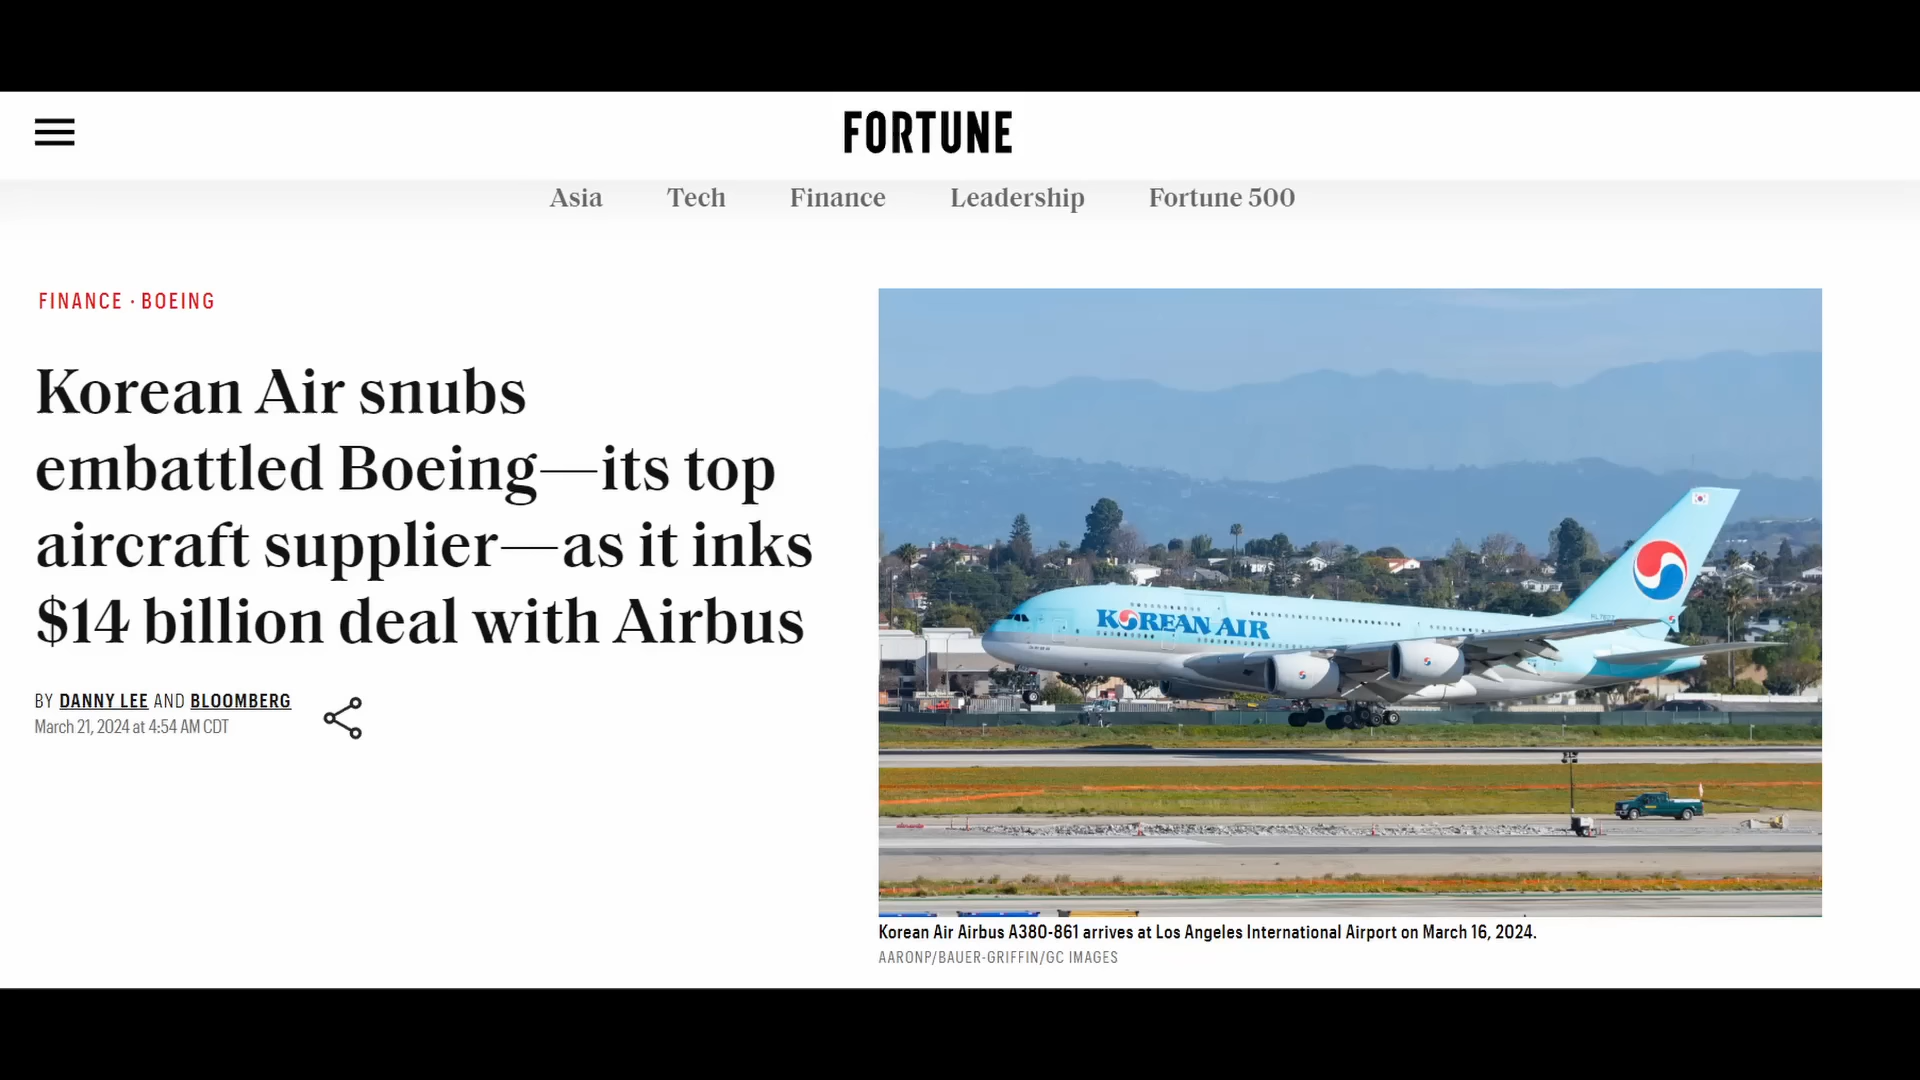 FORTUNE
Asia Tech Finance Leadership Fortune 500
FINANCE · BOEING
Korean Air snubs
embattled Boeing—its top
aircraft supplier—as it inks
$14 billion deal with Airbus
BY DANNY LEE AND BLOOMBERG
March 21, 2024 at 4:54 AM CDT
KOREAN AIR
Korean Air Airbus A380-861 arrives at Los Angeles International Airport on March 16, 2024.
AARONP/BAUER-GRIFFIN/GC IMAGES